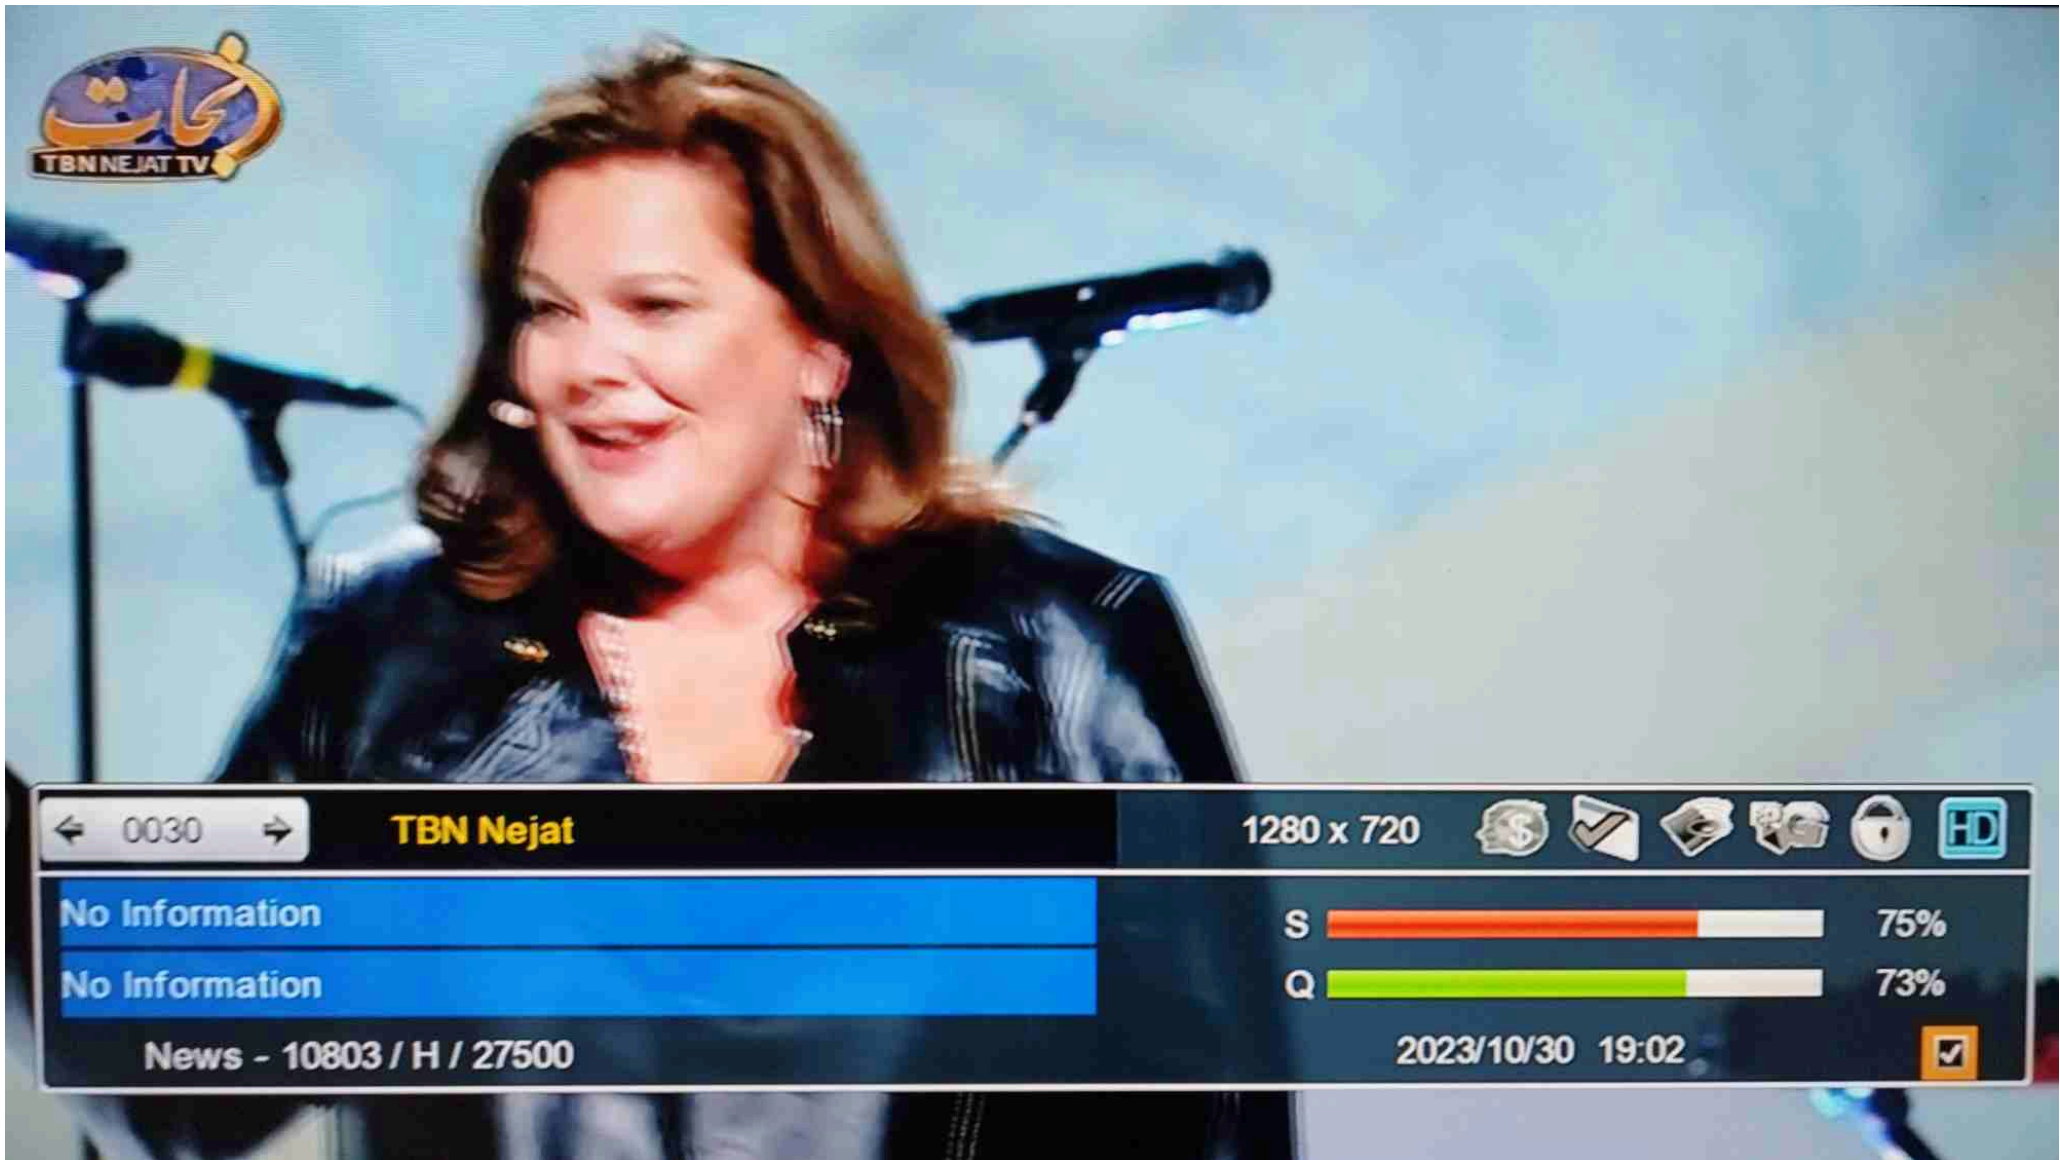 نجات
TBN NEJAT TV
0030
TBN Nejat
1280 x 720
HD
No Information
S 75%
No Information
Q 73%
News - 10803 / H / 27500
2023/10/30 19:02